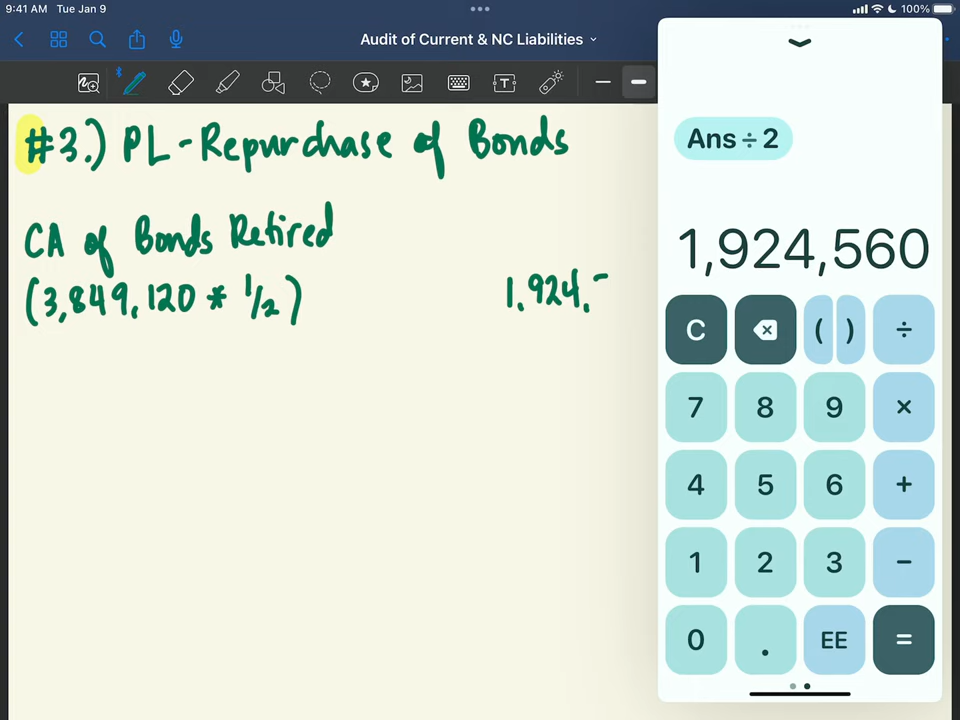 9:41 AM Tue Jan 9
100%
Audit of Current & NC Liabilities
#3.) PL - Repurchase of Bonds
CA of Bonds Retired
(3,849,120 * 1/2) 1,924,
Ans ÷ 2
1,924,560
C ( ) ÷
7 8 9 ×
4 5 6 +
1 2 3 −
0 . EE =